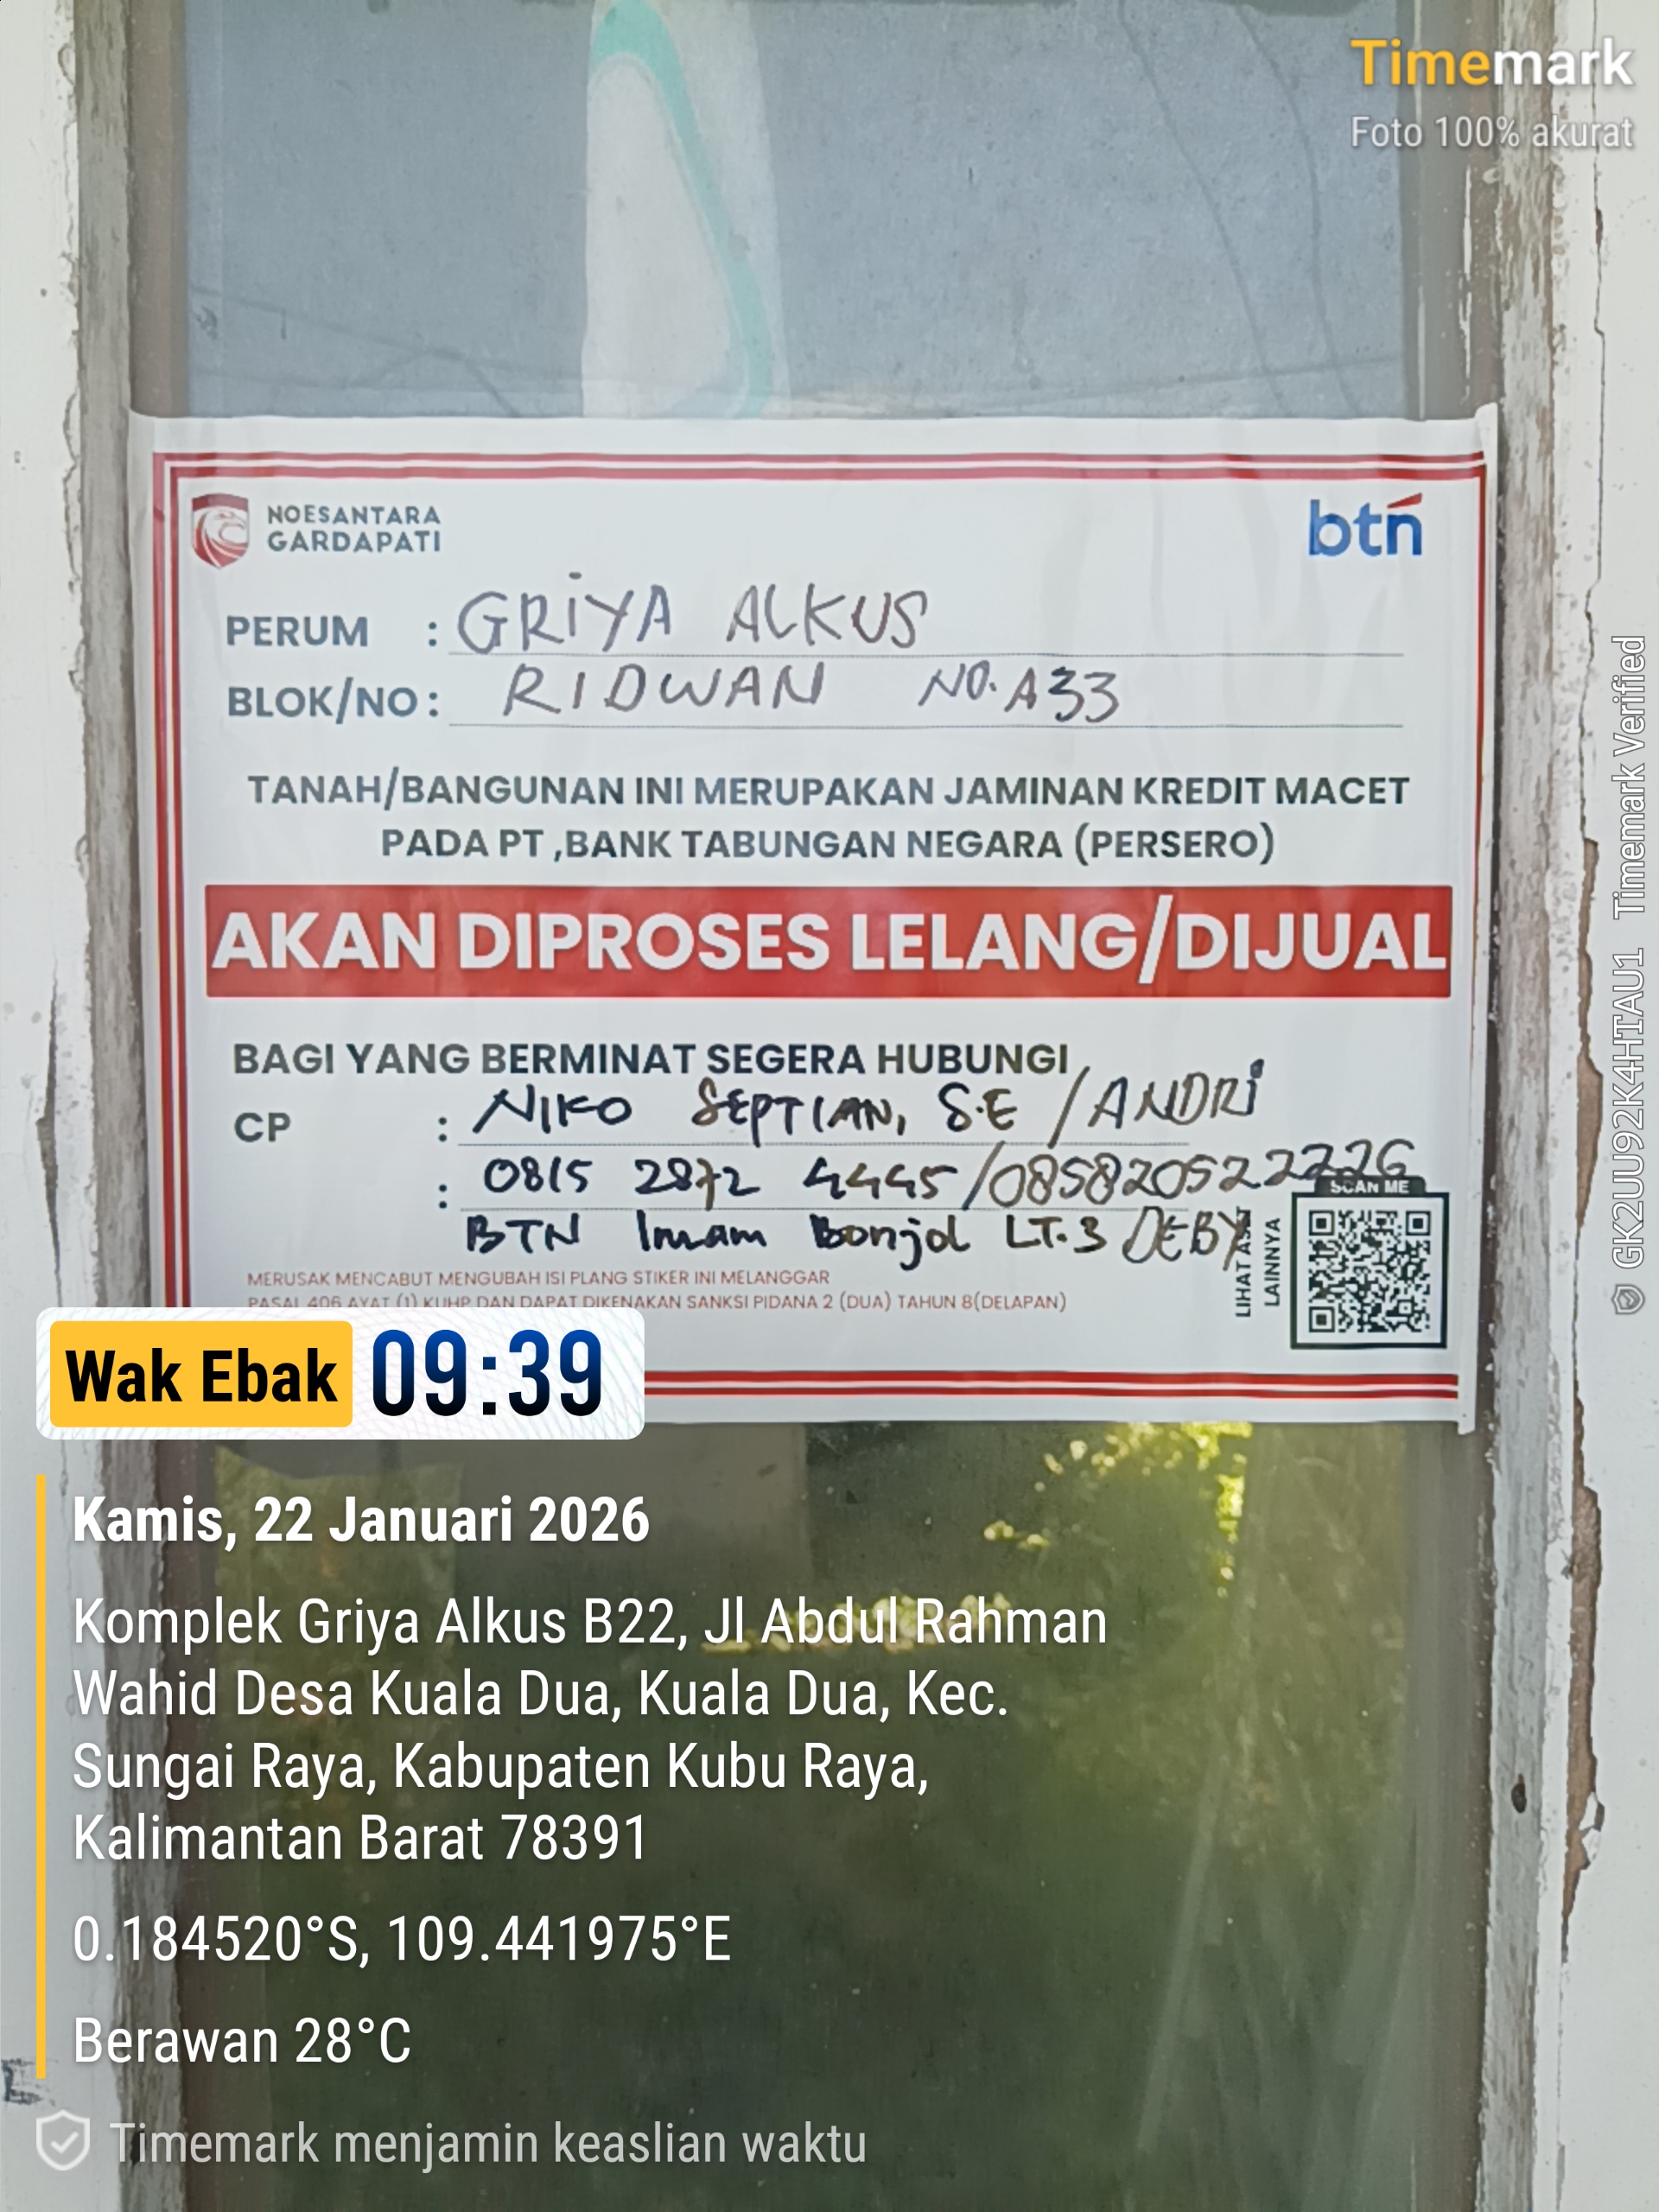 Timemark
Foto 100% akurat
NOESANTARA
GARDAPATI
btn
PERUM : GRIYA ALKUS
BLOK/NO : RIDWAN NO. A33
TANAH/BANGUNAN INI MERUPAKAN JAMINAN KREDIT MACET
PADA PT ,BANK TABUNGAN NEGARA (PERSERO)
AKAN DIPROSES LELANG/DIJUAL
BAGI YANG BERMINAT SEGERA HUBUNGI
CP : NIKO SEPTIAN, S.E / ANDRI
: 0815 2872 4445/085820522226
BTN Imam Bonjol LT.3 DEBY
SCAN ME
LIHAT ASET
LAINNYA
MERUSAK MENCABUT MENGUBAH ISI PLANG STIKER INI MELANGGAR
PASAL 406 AYAT (1) KUHP DAN DAPAT DIKENAKAN SANKSI PIDANA 2 (DUA) TAHUN 8(DELAPAN)
Wak Ebak 09:39
Kamis, 22 Januari 2026
Komplek Griya Alkus B22, Jl Abdul Rahman
Wahid Desa Kuala Dua, Kuala Dua, Kec.
Sungai Raya, Kabupaten Kubu Raya,
Kalimantan Barat 78391
0.184520°S, 109.441975°E
Berawan 28°C
Timemark menjamin keaslian waktu
GK2UU92K4HTAU1 Timemark Verified